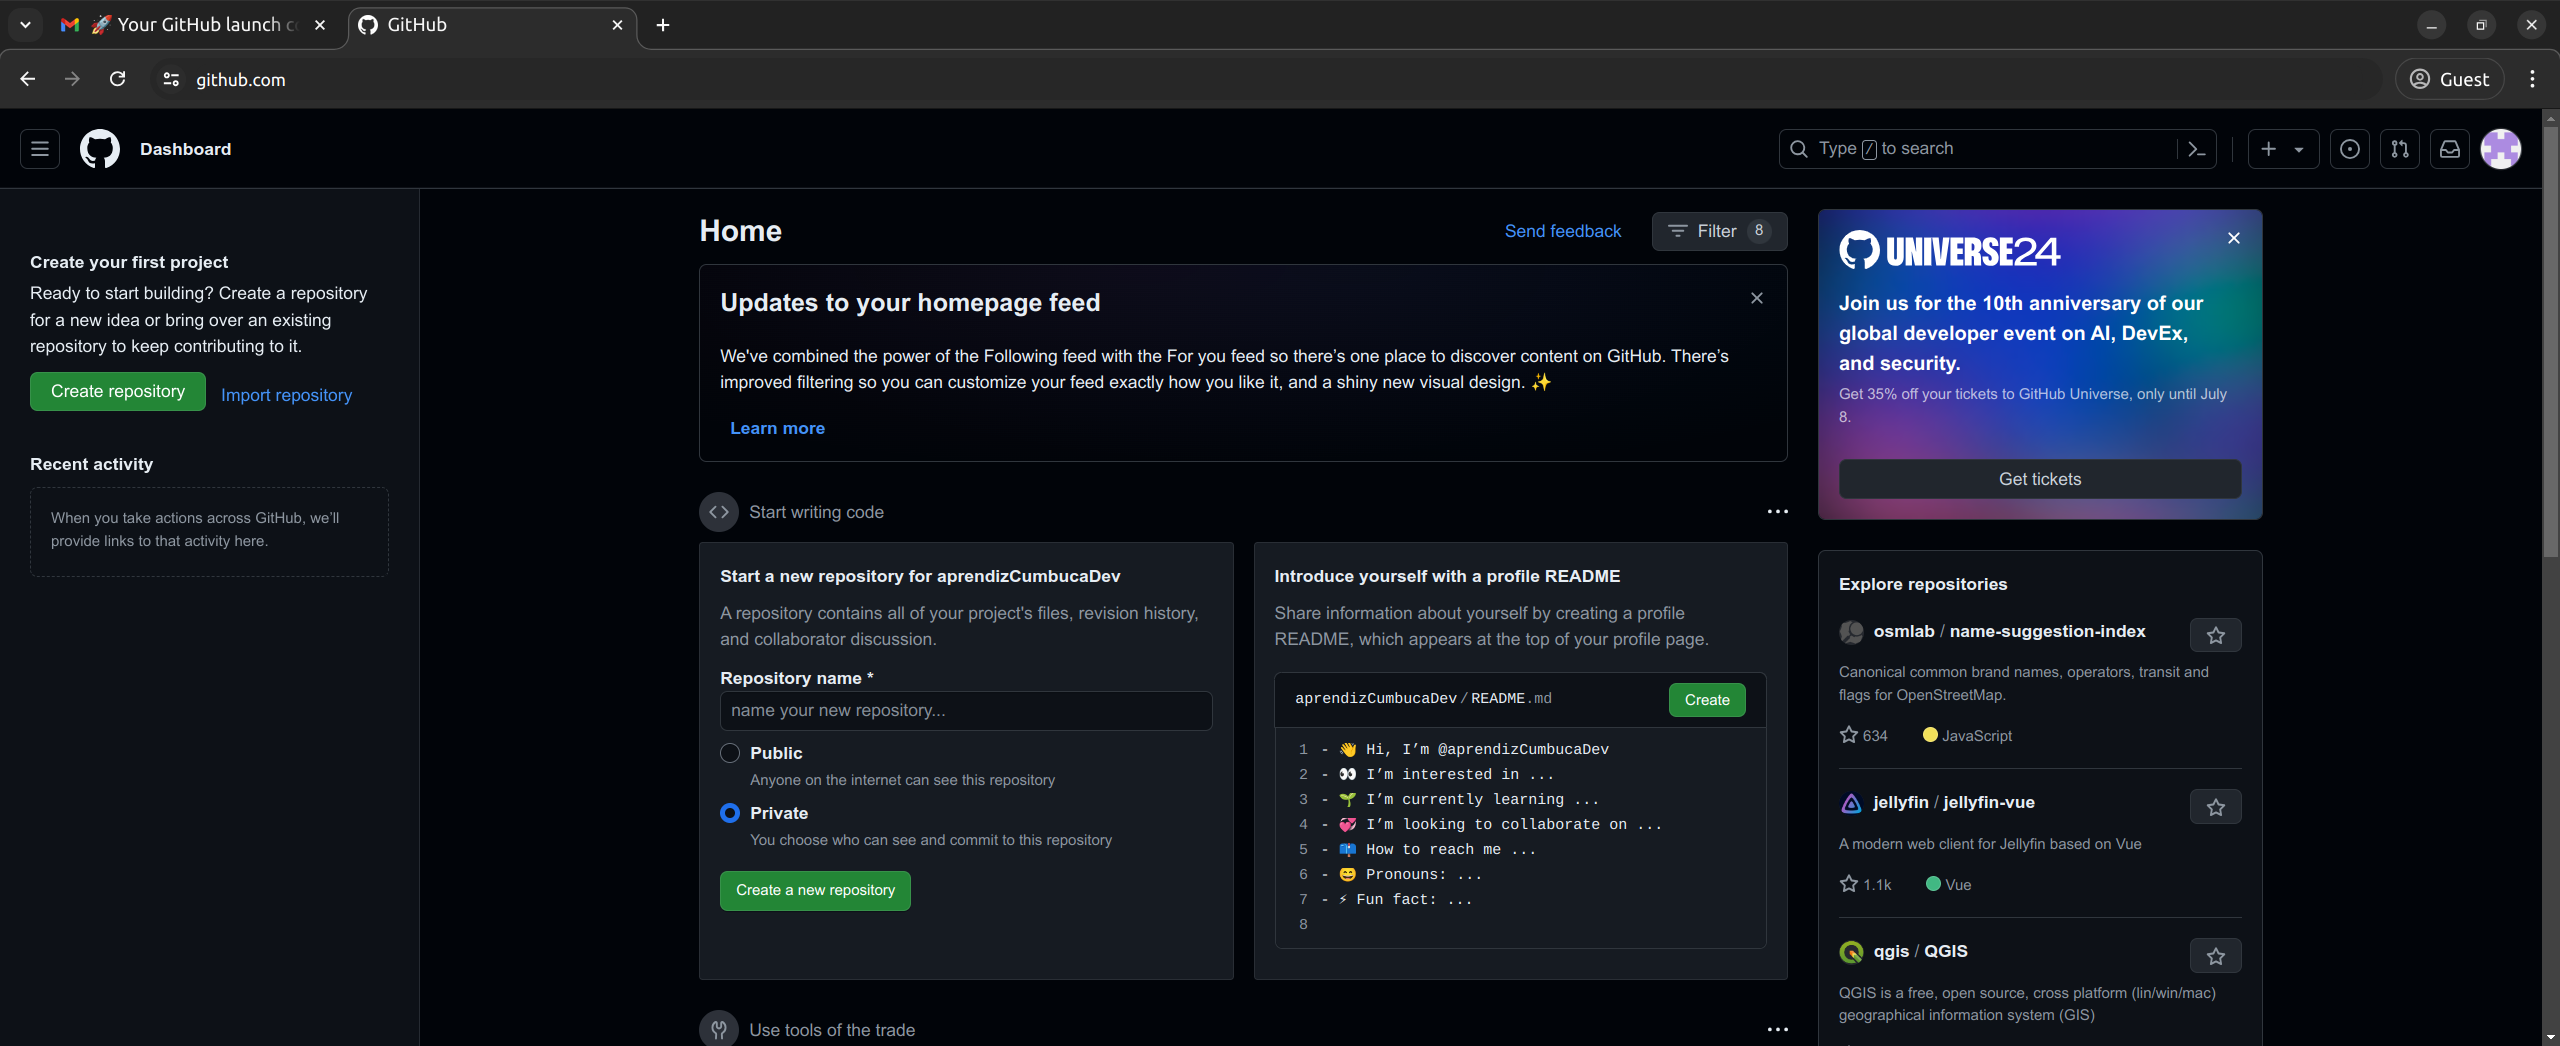 🚀 Your GitHub launch c
GitHub
github.com
Guest
Dashboard
Type / to search
Create your first project
Ready to start building? Create a repository
for a new idea or bring over an existing
repository to keep contributing to it.
Create repository
Import repository
Recent activity
When you take actions across GitHub, we’ll
provide links to that activity here.
Home
Send feedback
Filter 8
Updates to your homepage feed
We've combined the power of the Following feed with the For you feed so there’s one place to discover content on GitHub. There’s
improved filtering so you can customize your feed exactly how you like it, and a shiny new visual design. ✨
Learn more
Start writing code
Start a new repository for aprendizCumbucaDev
A repository contains all of your project's files, revision history,
and collaborator discussion.
Repository name *
name your new repository...
Public
Anyone on the internet can see this repository
Private
You choose who can see and commit to this repository
Create a new repository
Introduce yourself with a profile README
Share information about yourself by creating a profile
README, which appears at the top of your profile page.
aprendizCumbucaDev / README.md
Create
1 - 👋 Hi, I’m @aprendizCumbucaDev
2 - 👀 I’m interested in ...
3 - 🌱 I’m currently learning ...
4 - 💞️ I’m looking to collaborate on ...
5 - 📫 How to reach me ...
6 - 😄 Pronouns: ...
7 - ⚡ Fun fact: ...
8
Use tools of the trade
UNIVERSE24
Join us for the 10th anniversary of our
global developer event on AI, DevEx,
and security.
Get 35% off your tickets to GitHub Universe, only until July
8.
Get tickets
Explore repositories
osmlab / name-suggestion-index
Canonical common brand names, operators, transit and
flags for OpenStreetMap.
634 JavaScript
jellyfin / jellyfin-vue
A modern web client for Jellyfin based on Vue
1.1k Vue
qgis / QGIS
QGIS is a free, open source, cross platform (lin/win/mac)
geographical information system (GIS)